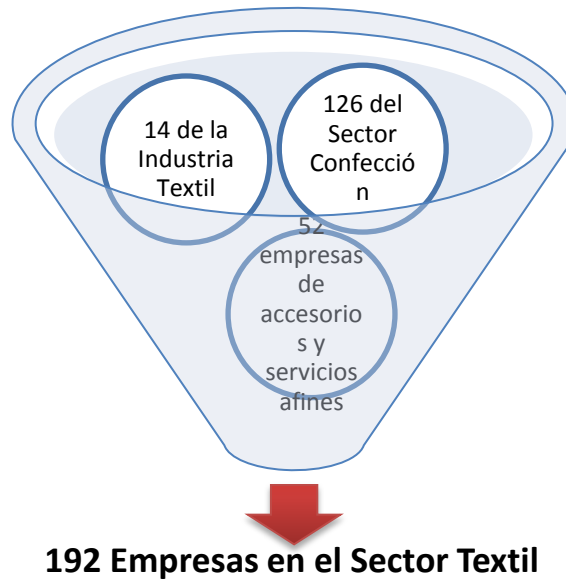 14 de la
Industria
Textil
126 del
Sector
Confecció
n
52
empresas
de
accesorio
s y
servicios
afines
192 Empresas en el Sector Textil